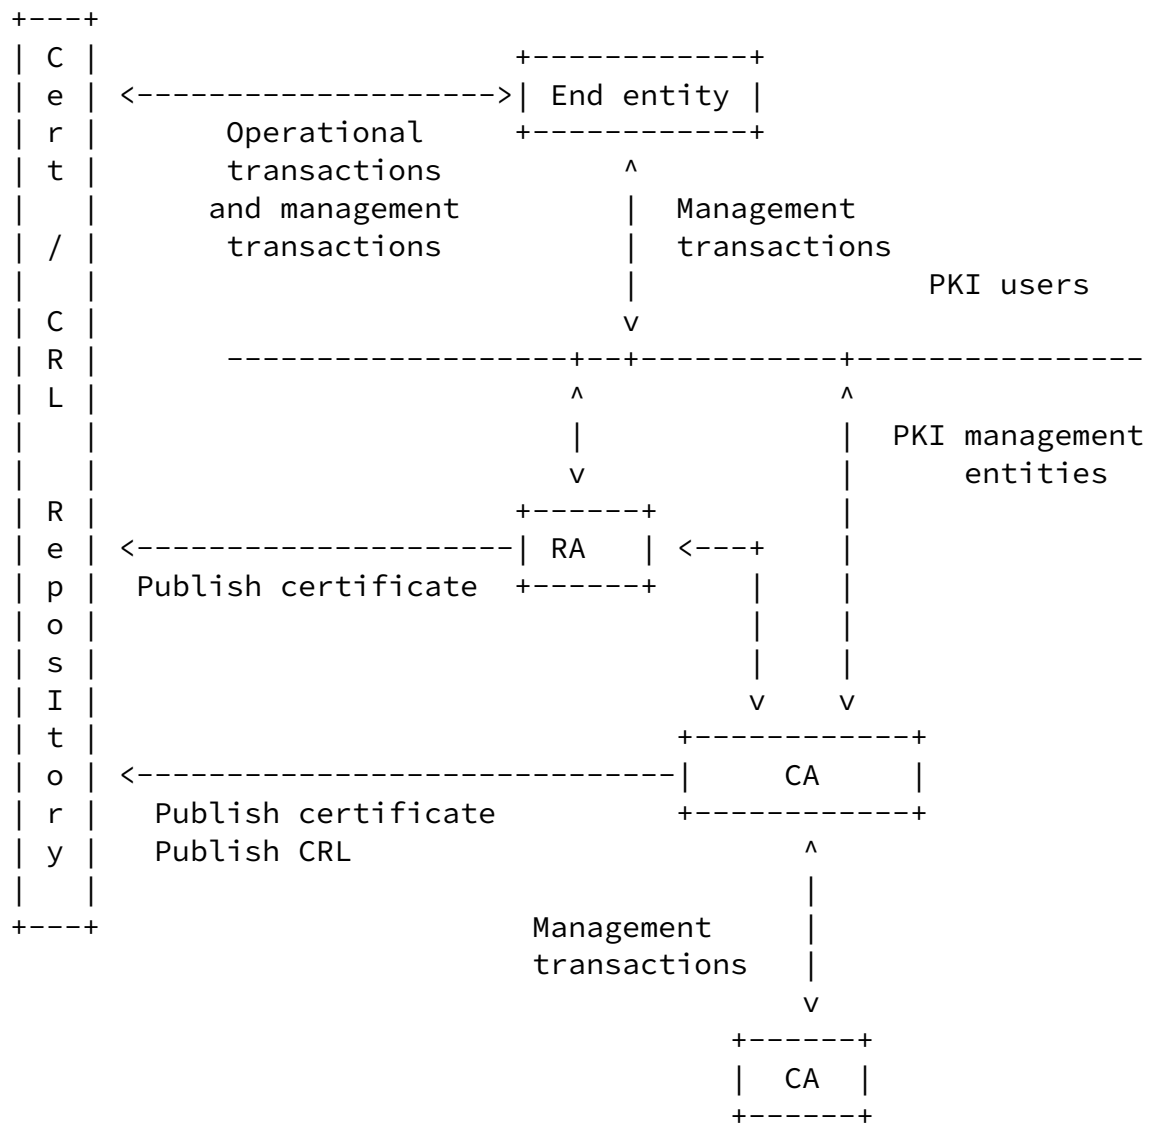 Cert / CRL ReposItory
End entity
Operational
transactions
and management
transactions
Management
transactions
PKI users
PKI management
entities
RA
Publish certificate
CA
Publish certificate
Publish CRL
Management
transactions
CA